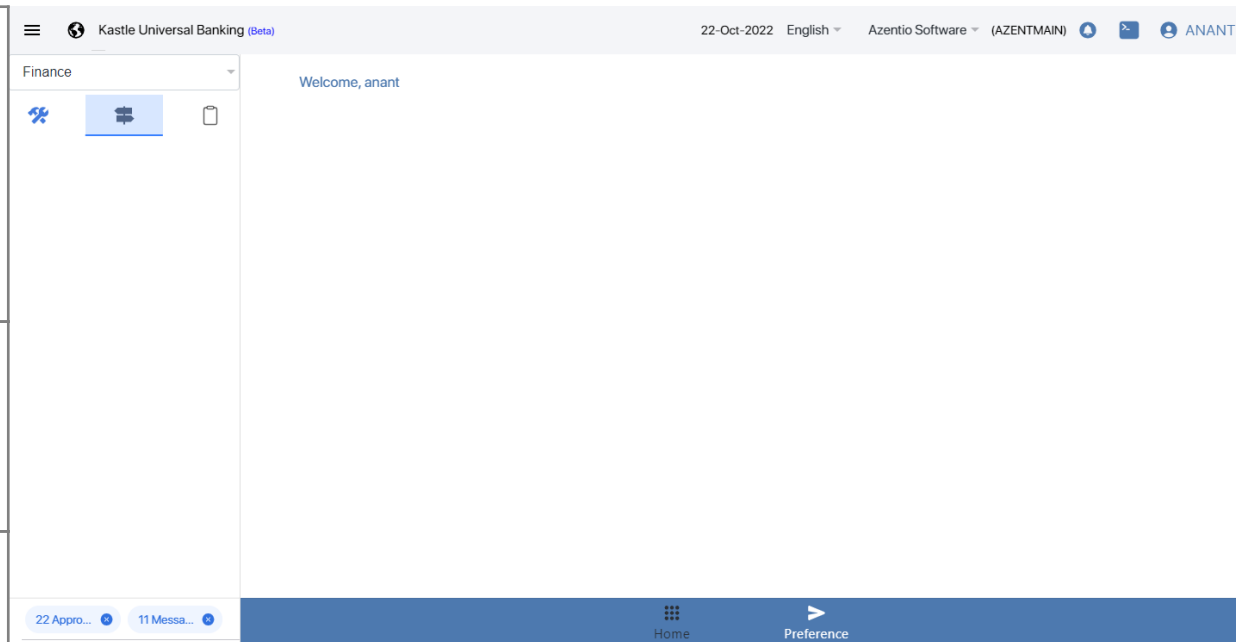 Kastle Universal Banking (Beta) 22-Oct-2022 English Azentio Software (AZENTMAIN) ANANT
Finance
Welcome, anant
22 Appro... 11 Messa...
Home Preference